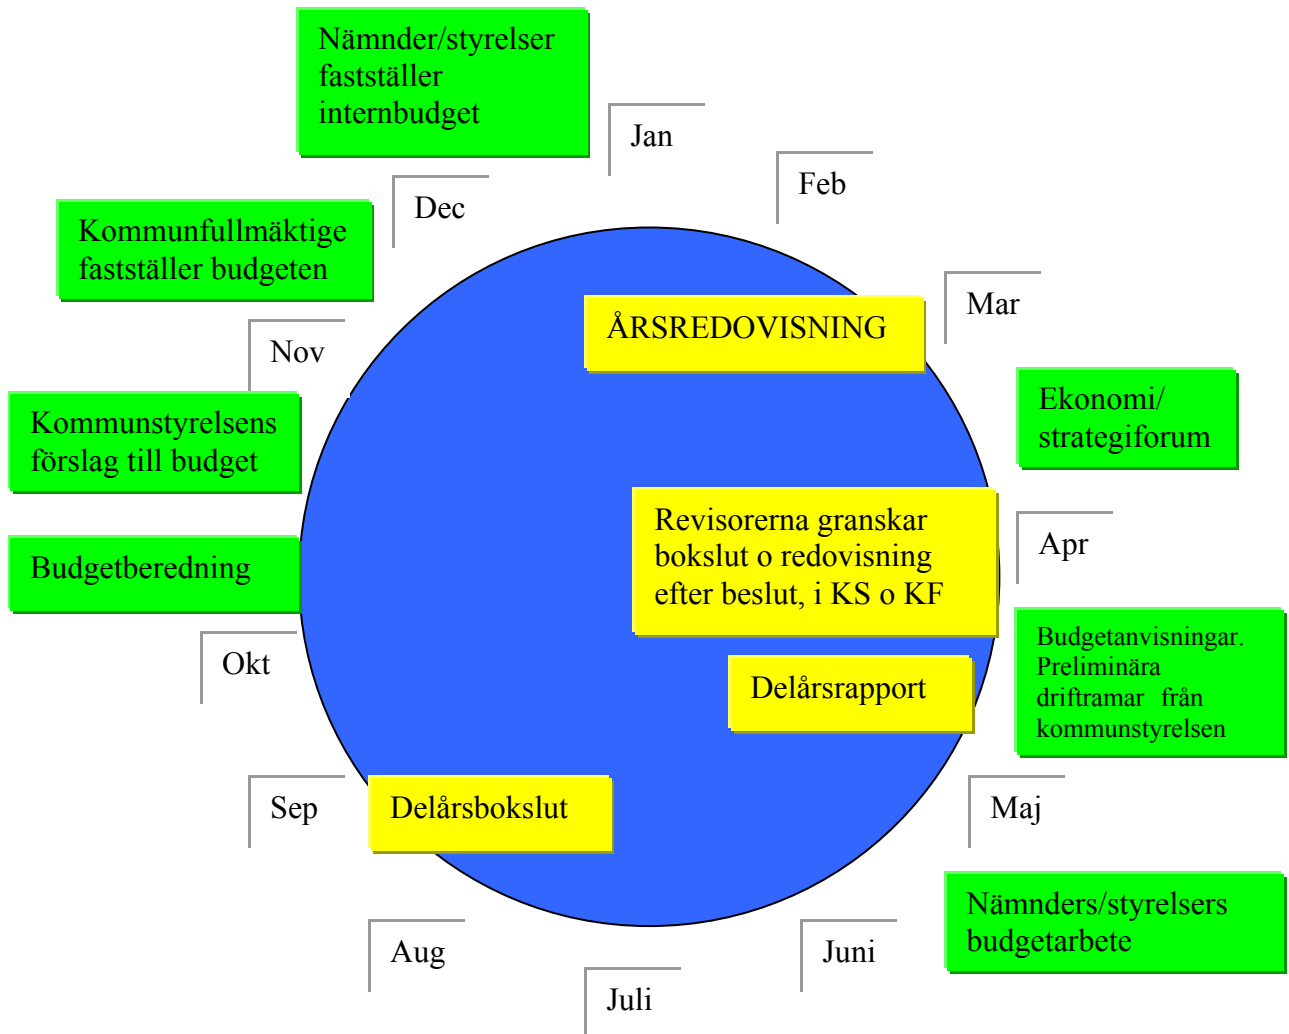 Nämnder/styrelser
fastställer
internbudget
Jan
Feb
Dec
Kommunfullmäktige
fastställer budgeten
Mar
ÅRSREDOVISNING
Nov
Ekonomi/
strategiforum
Kommunstyrelsens
förslag till budget
Revisorerna granskar
bokslut o redovisning
efter beslut, i KS o KF
Apr
Budgetberedning
Budgetanvisningar.
Preliminära
driftramar från
kommunstyrelsen
Okt
Delårsrapport
Sep
Delårsbokslut
Maj
Nämnders/styrelsers
budgetarbete
Aug
Juni
Juli